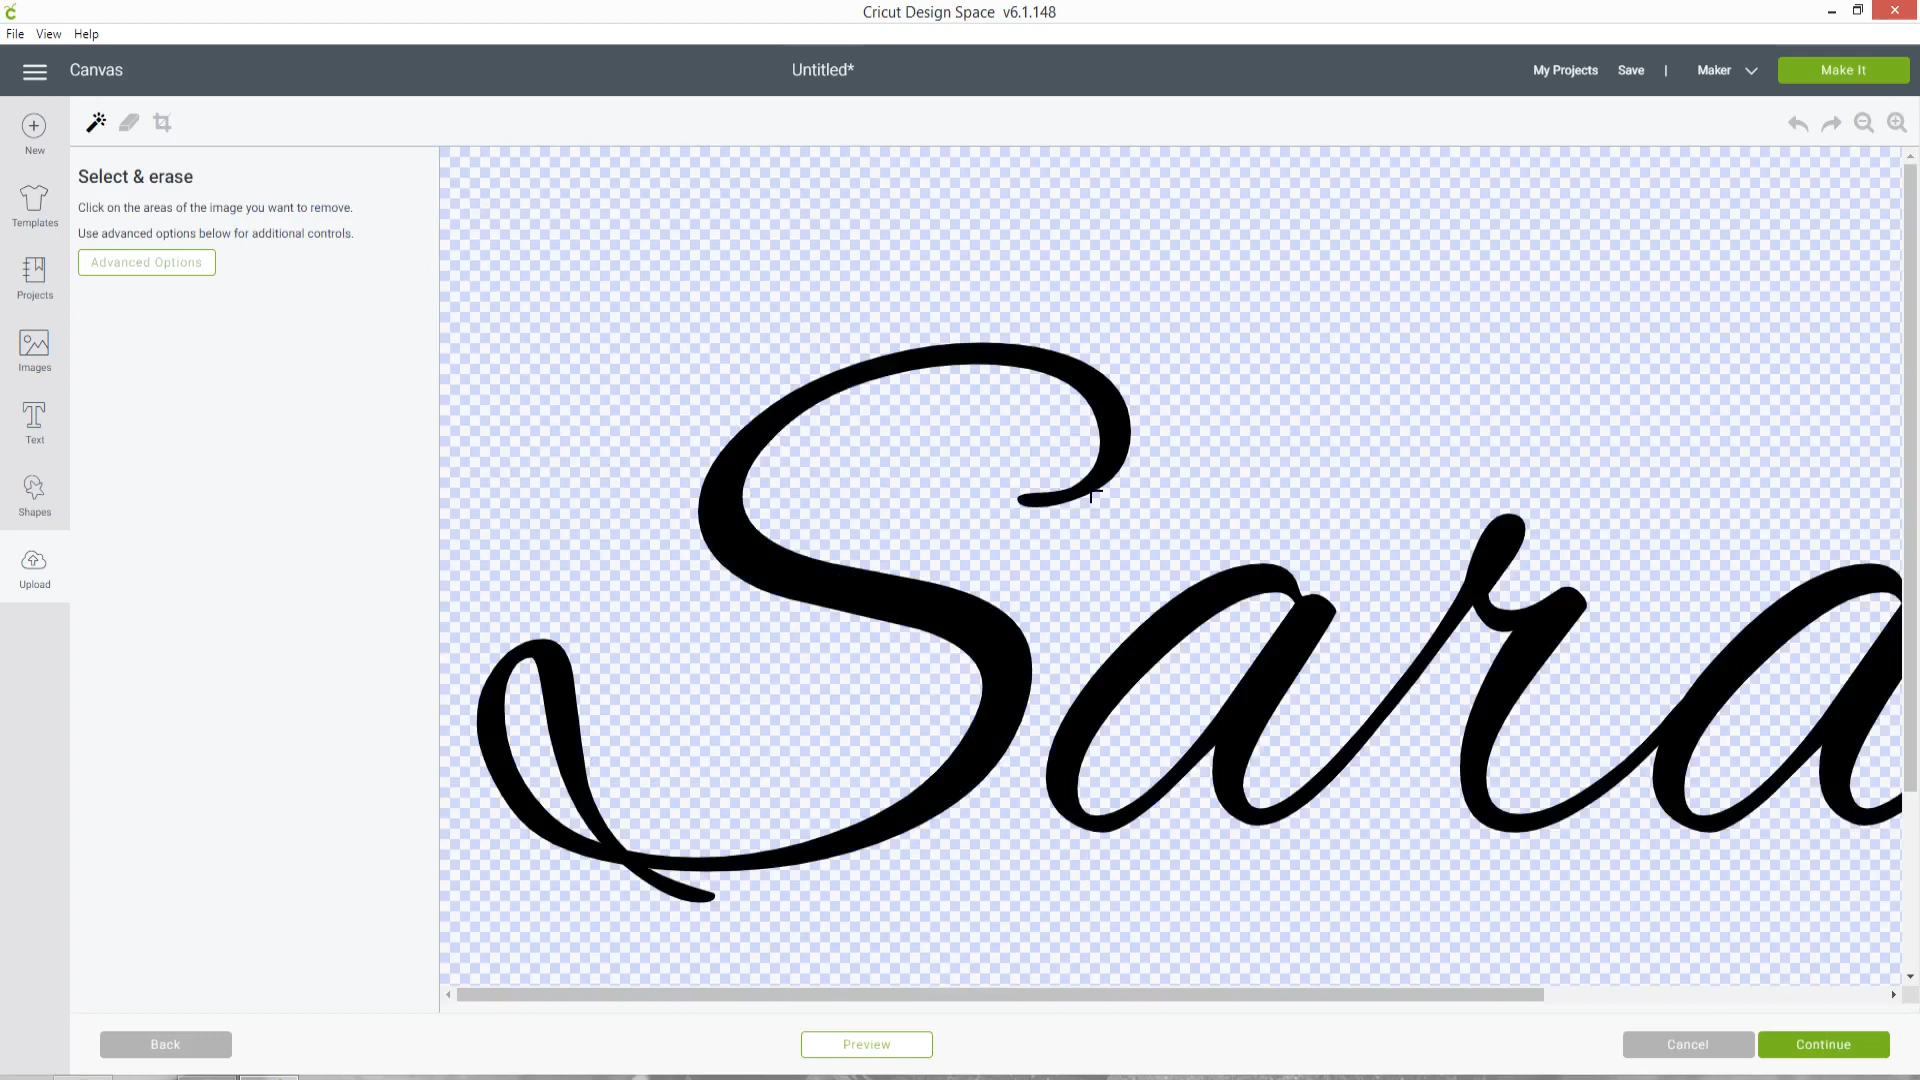 Cricut Design Space v6.1.148
File View Help
Canvas
Untitled*
My Projects Save | Maker
Make It
New
Templates
Projects
Images
Text
Shapes
Upload
Select & erase
Click on the areas of the image you want to remove.
Use advanced options below for additional controls.
Advanced Options
Sara
Back
Preview
Cancel
Continue